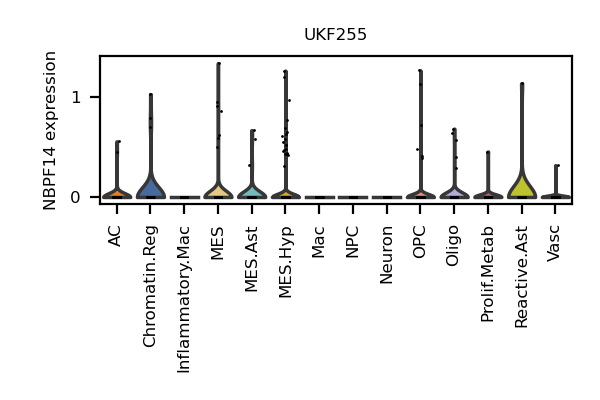 UKF255
NBPF14 expression
1
0
AC
Chromatin.Reg
Inflammatory.Mac
MES
MES.Ast
MES.Hyp
Mac
NPC
Neuron
OPC
Oligo
Prolif.Metab
Reactive.Ast
Vasc